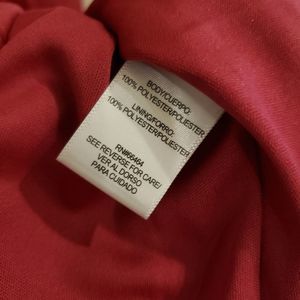 BODY/CUERPO:
100% POLYESTER/POLIESTER
LINING/FORRO:
100% POLYESTER/POLIESTER
RN#66464
SEE REVERSE FOR CARE/
VER AL DORSO
PARA CUIDADO